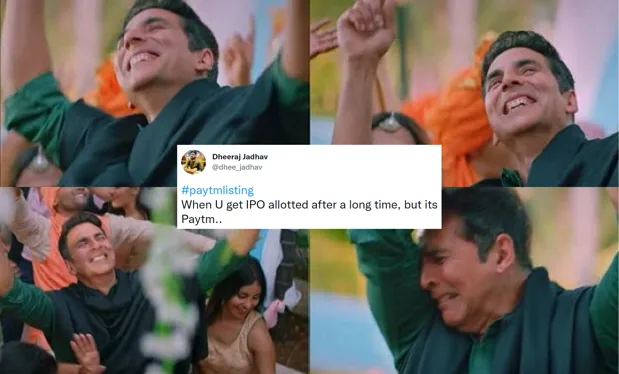 Dheeraj Jadhav
@dhee_jadhav
#paytmlisting
When U get IPO allotted after a long time, but its
Paytm..